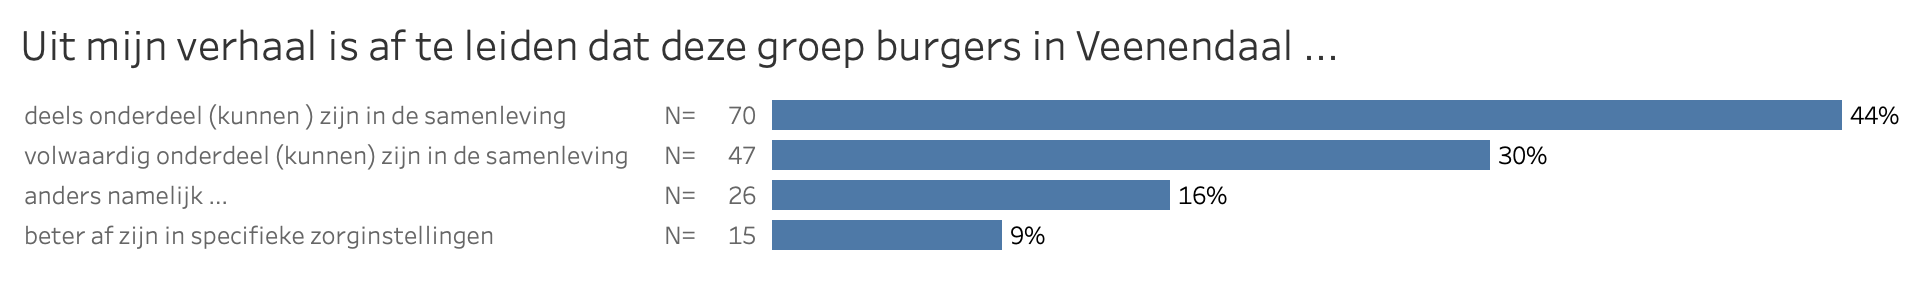 Uit mijn verhaal is af te leiden dat deze groep burgers in Veenendaal ...
deels onderdeel (kunnen ) zijn in de samenleving N= 70 44%
volwaardig onderdeel (kunnen) zijn in de samenleving N= 47 30%
anders namelijk ... N= 26 16%
beter af zijn in specifieke zorginstellingen N= 15 9%